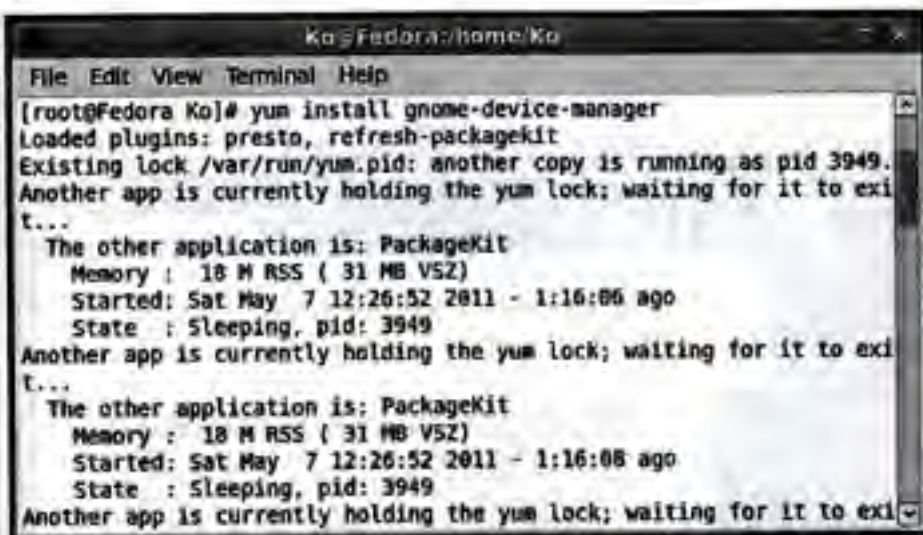 Ko@Fedora:/home/Ko
File Edit View Terminal Help
[root@Fedora Ko]# yum install gnome-device-manager
Loaded plugins: presto, refresh-packagekit
Existing lock /var/run/yum.pid: another copy is running as pid 3949.
Another app is currently holding the yum lock; waiting for it to exi
t...
The other application is: PackageKit
Memory : 18 M RSS ( 31 MB VSZ)
Started: Sat May 7 12:26:52 2011 - 1:16:06 ago
State : Sleeping, pid: 3949
Another app is currently holding the yum lock; waiting for it to exi
t...
The other application is: PackageKit
Memory : 18 M RSS ( 31 MB VSZ)
Started: Sat May 7 12:26:52 2011 - 1:16:08 ago
State : Sleeping, pid: 3949
Another app is currently holding the yum lock; waiting for it to exi